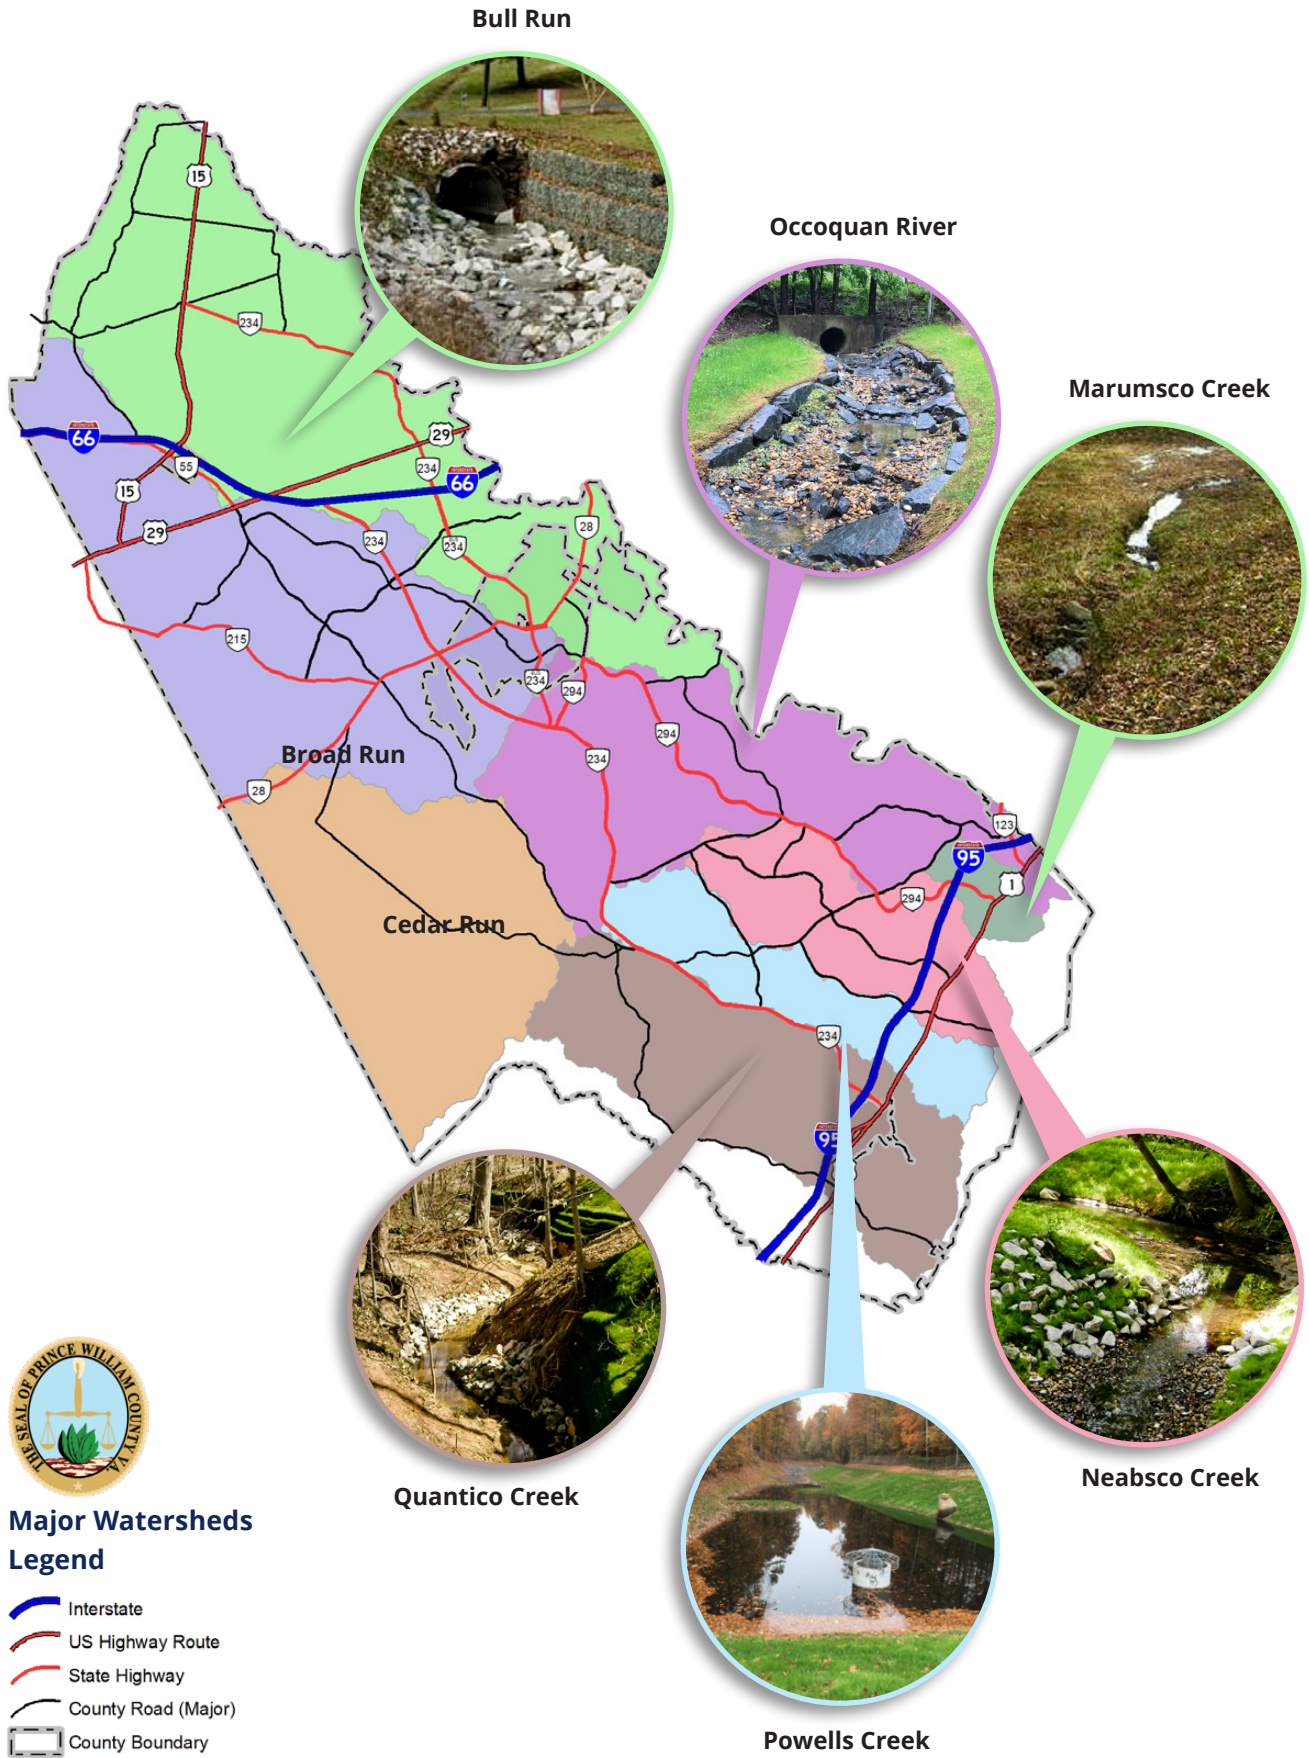 Bull Run
Occoquan River
Marumsco Creek
15
234
66
55
29
234
66
15
29
234
234
28
215
234
294
294
234
Broad Run
28
123
95
1
294
Cedar Run
234
95
Quantico Creek
Neabsco Creek
Powells Creek
THE SEAL OF PRINCE WILLIAM COUNTY VA.
Major Watersheds
Legend
Interstate
US Highway Route
State Highway
County Road (Major)
County Boundary